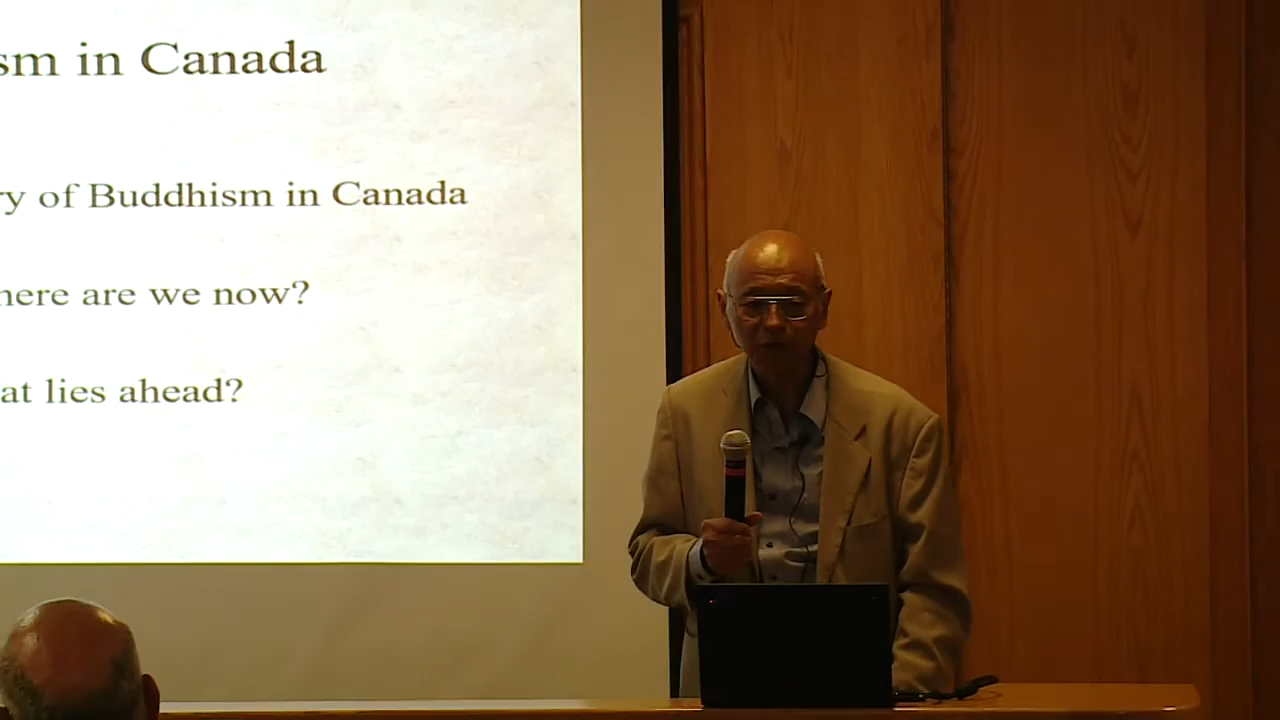 sm in Canada
ry of Buddhism in Canada
here are we now?
at lies ahead?